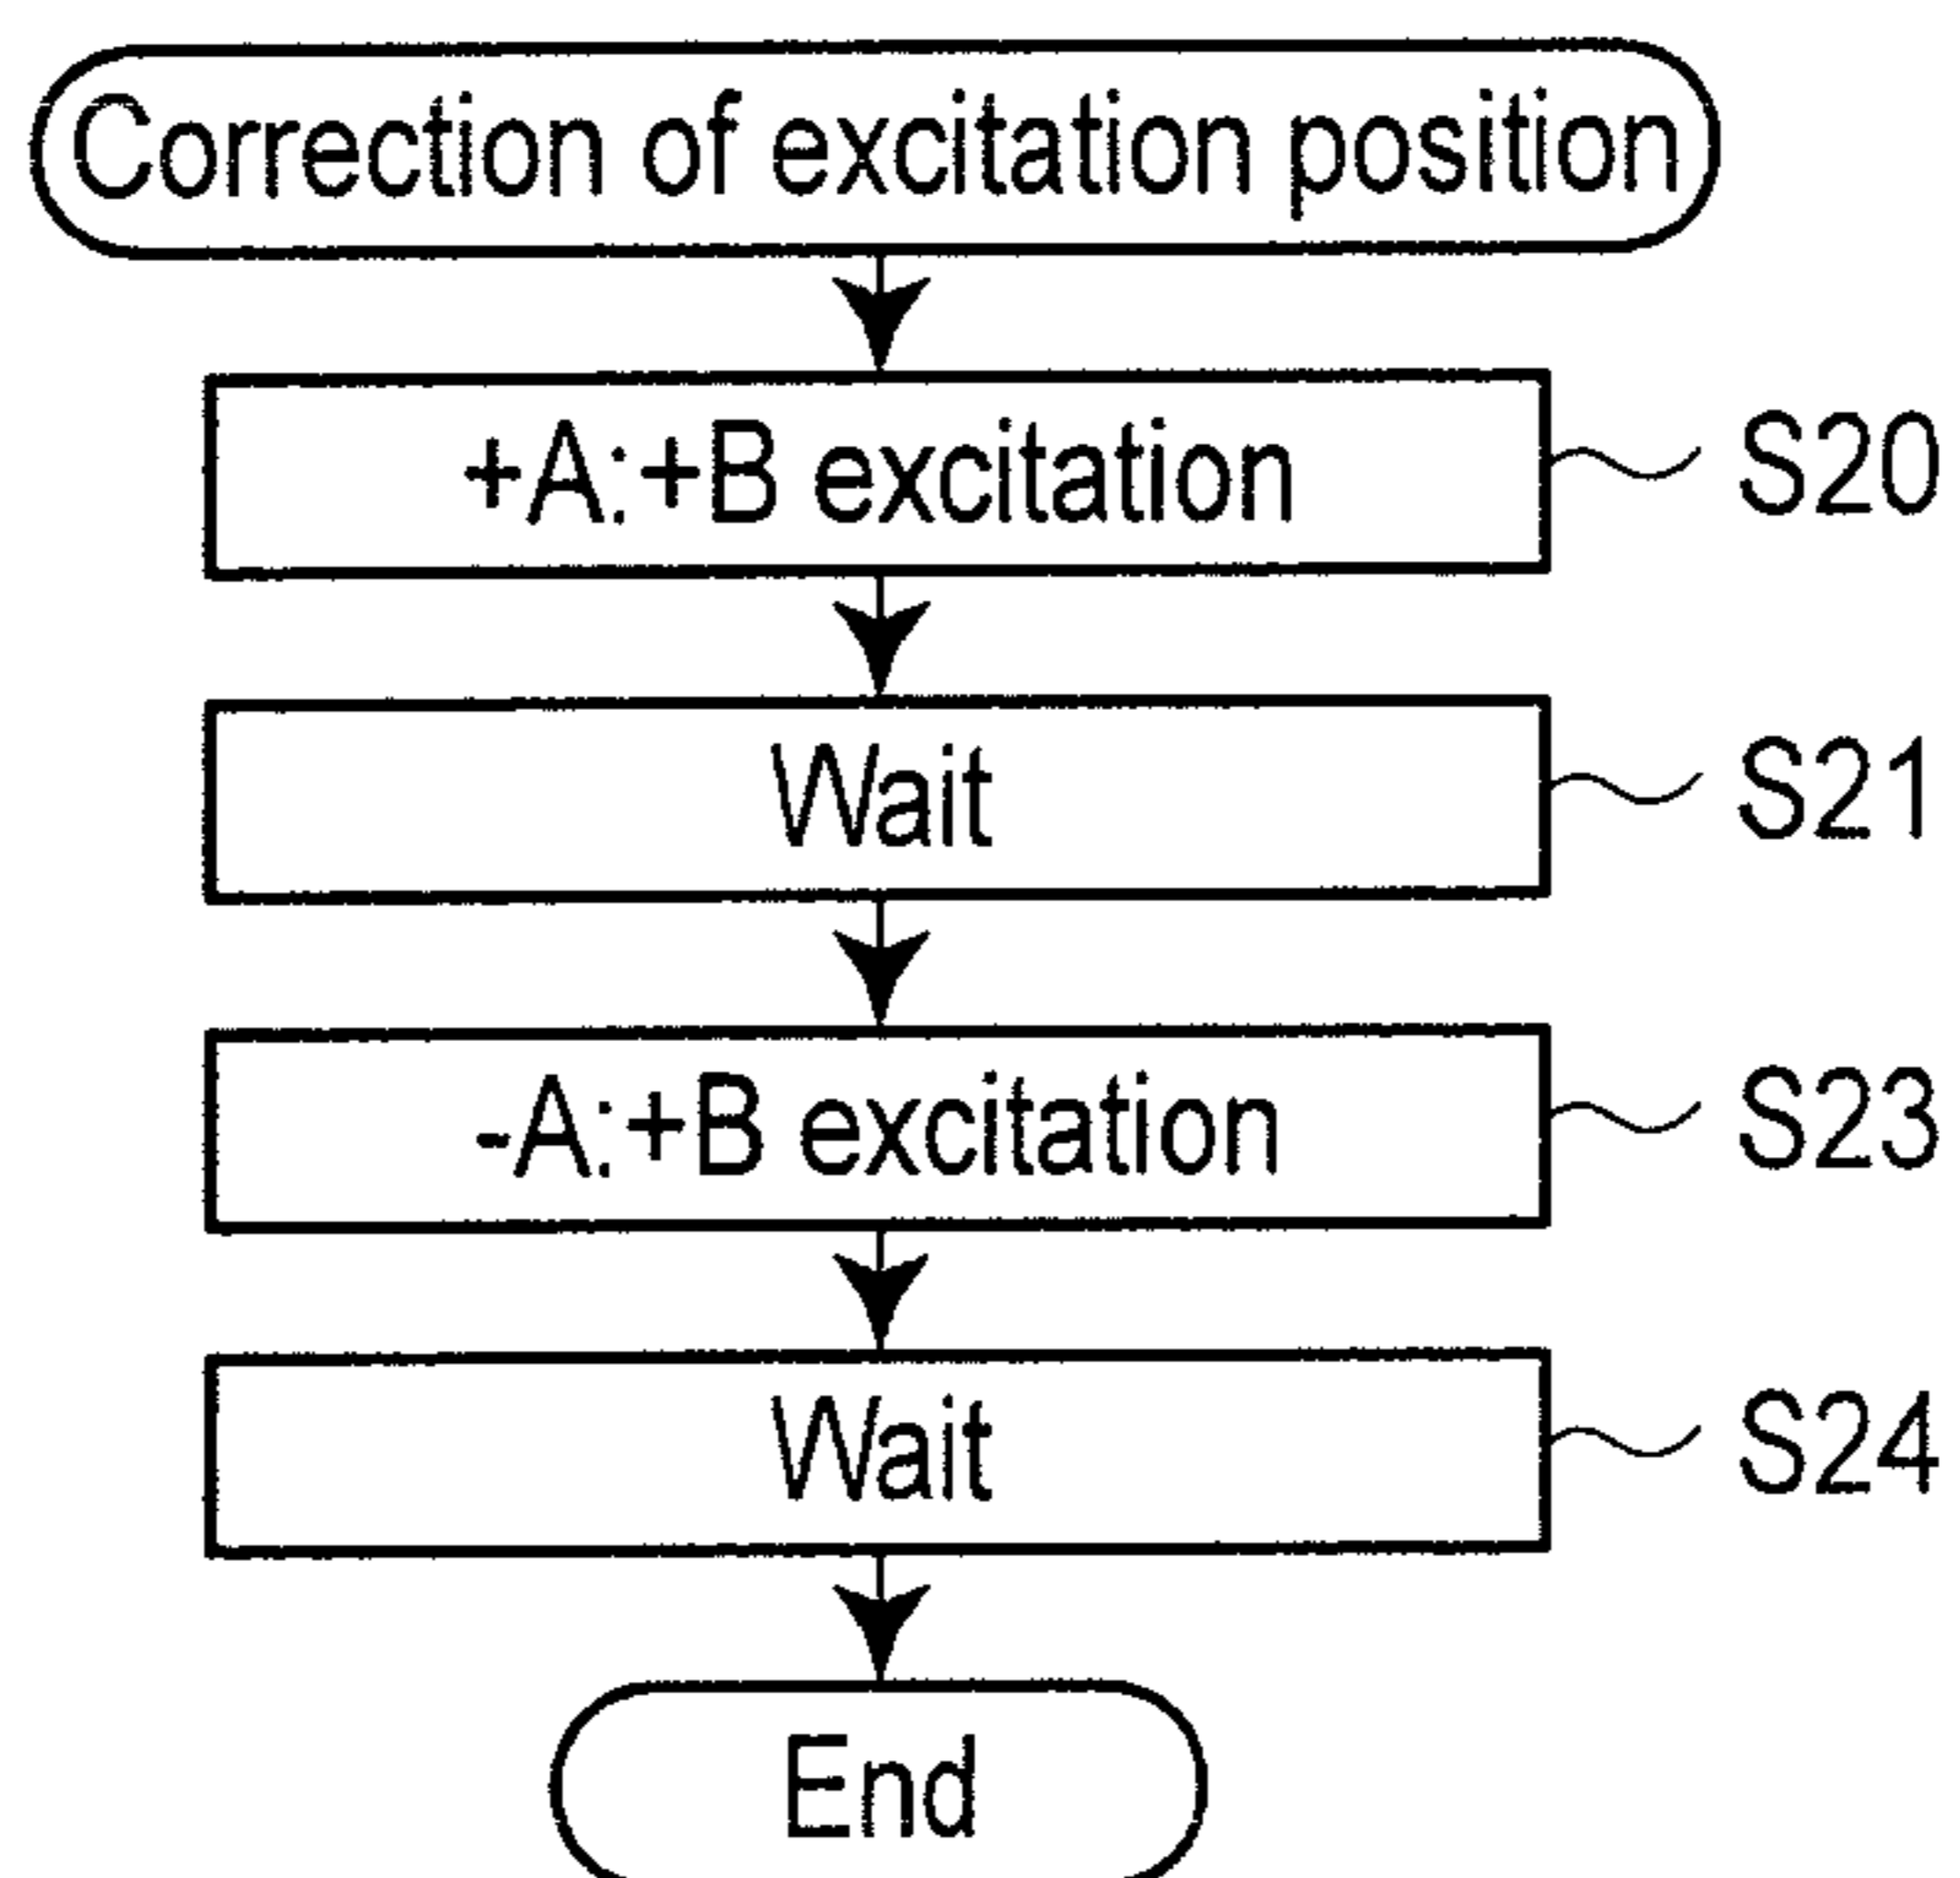 Correction of excitation position
+A:+B excitation
S20
Wait
S21
-A:+B excitation
S23
Wait
S24
End